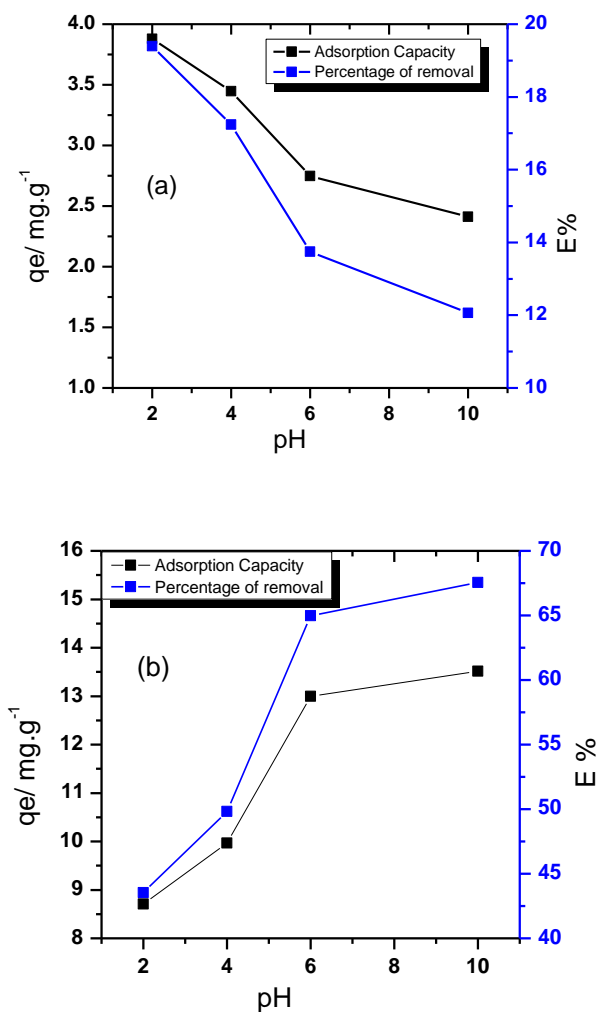 4.0
3.5
3.0
2.5
2.0
1.5
1.0
qe/ mg.g-1
20
18
16
14
12
10
E%
Adsorption Capacity
Percentage of removal
(a)
2 4 6 8 10
pH
16
15
14
13
12
11
10
9
8
qe/ mg.g-1
70
65
60
55
50
45
40
E %
Adsorption Capacity
Percentage of removal
(b)
2 4 6 8 10
pH